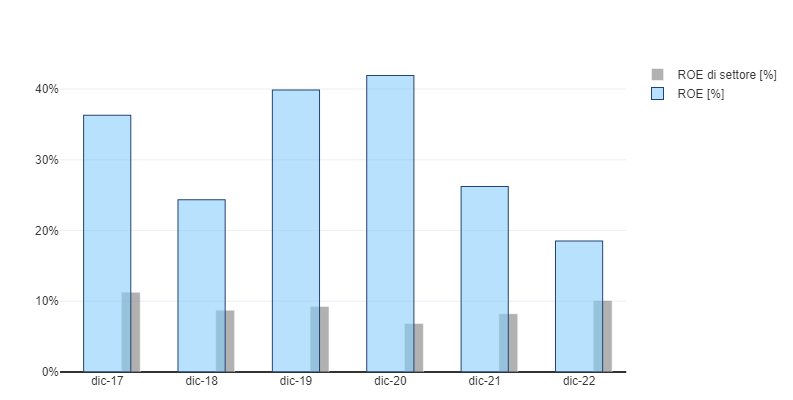 ROE di settore [%]
ROE [%]
40%
30%
20%
10%
0%
dic-17 dic-18 dic-19 dic-20 dic-21 dic-22